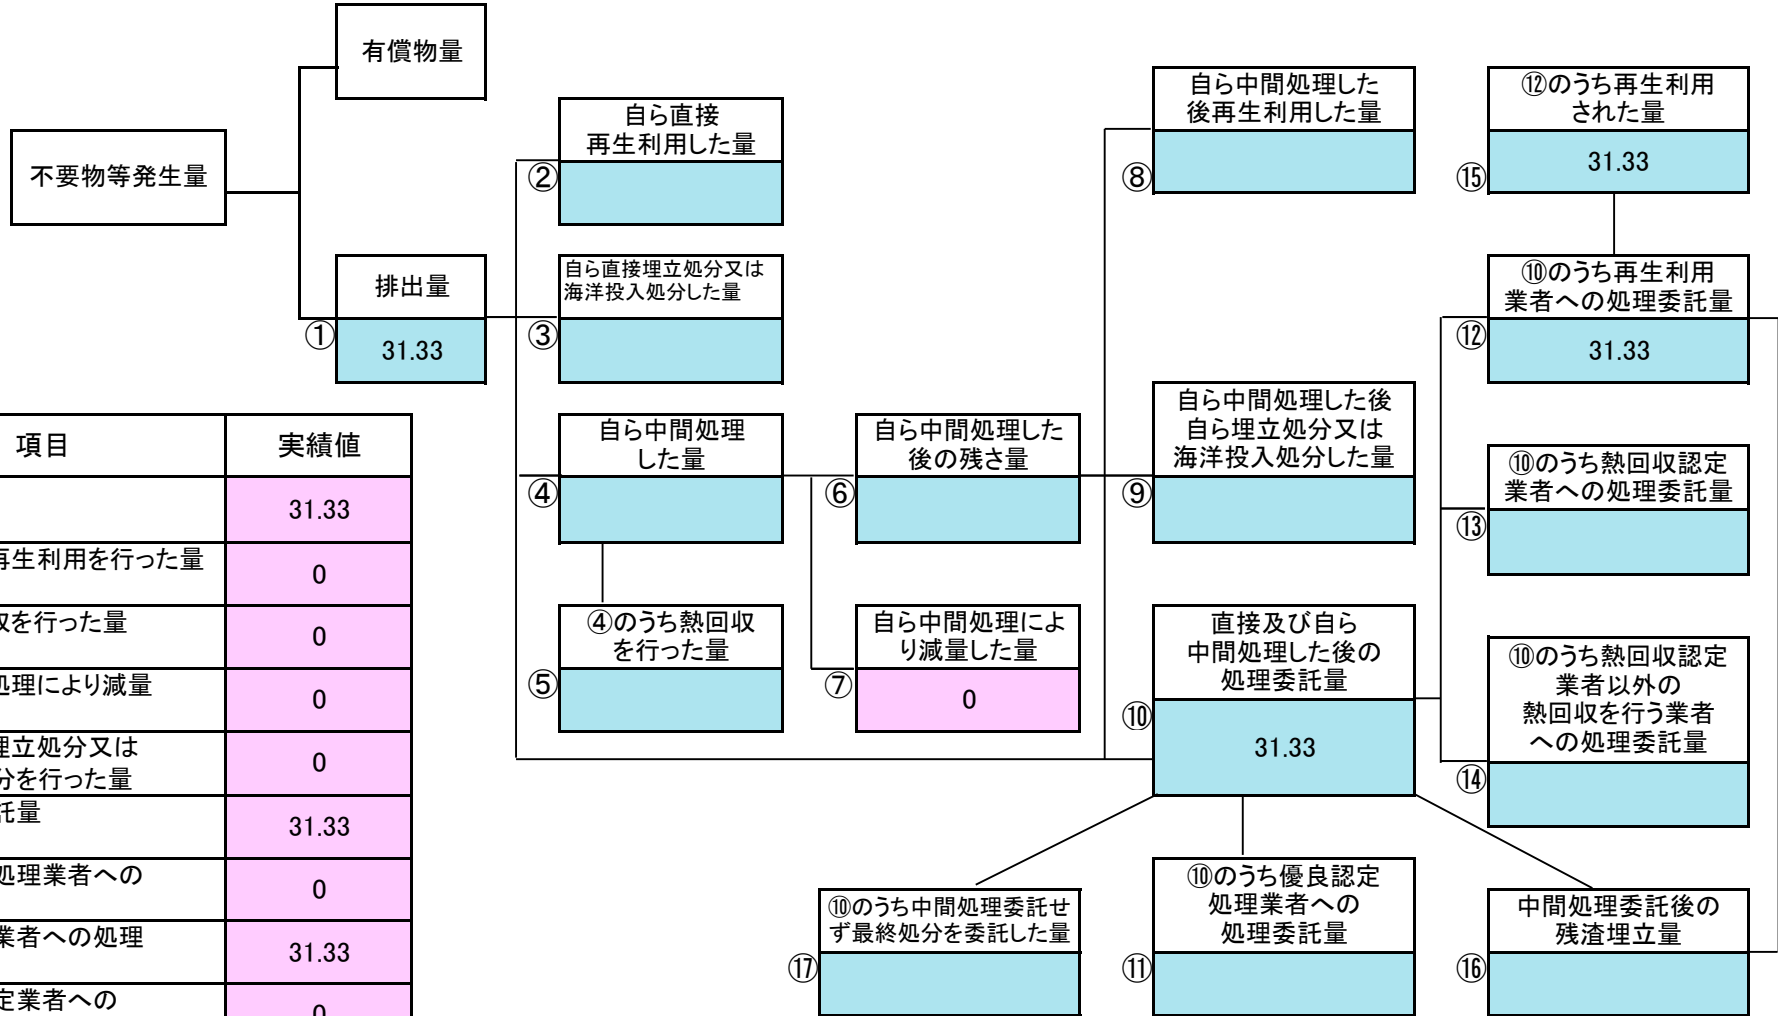 有償物量
不要物等発生量
排出量
①
31.33
自ら直接
再生利用した量
②
自ら直接埋立処分又は
海洋投入処分した量
③
自ら中間処理
した量
④
④のうち熱回収
を行った量
⑤
自ら中間処理した
後の残さ量
⑥
自ら中間処理によ
り減量した量
⑦
0
自ら中間処理した
後再生利用した量
⑧
自ら中間処理した後
自ら埋立処分又は
海洋投入処分した量
⑨
直接及び自ら
中間処理した後の
処理委託量
⑩
31.33
⑫のうち再生利用
された量
⑮
31.33
⑩のうち再生利用
業者への処理委託量
⑫
31.33
⑩のうち熱回収認定
業者への処理委託量
⑬
⑩のうち熱回収認定
業者以外の
熱回収を行う業者
への処理委託量
⑭
⑩のうち中間処理委託せ
ず最終処分を委託した量
⑰
⑩のうち優良認定
処理業者への
処理委託量
⑪
中間処理委託後の
残渣埋立量
⑯
項目
実績値
31.33
再生利用を行った量
0
収を行った量
0
処理により減量
0
埋立処分又は
分を行った量
0
託量
31.33
処理業者への
0
業者への処理
31.33
定業者への
0